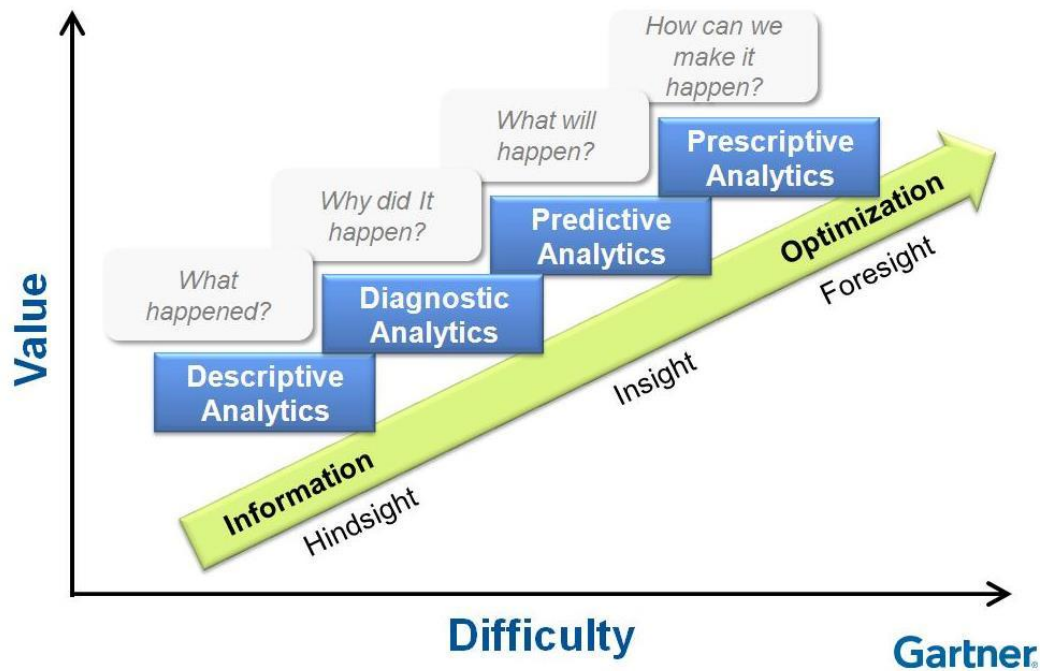 How can we
make it
happen?
What will
happen?
Prescriptive
Analytics
Why did It
happen?
Predictive
Analytics
What
happened?
Diagnostic
Analytics
Descriptive
Analytics
Value
Information
Optimization
Hindsight
Insight
Foresight
Difficulty
Gartner®